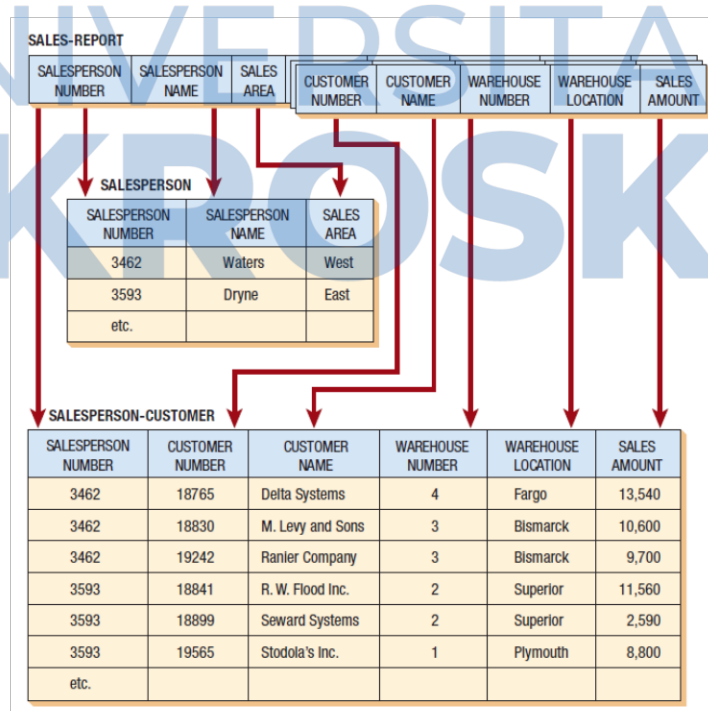 UNIVERSITA
KROSK
SALES-REPORT
SALESPERSON NUMBER SALESPERSON NAME SALES AREA CUSTOMER NUMBER CUSTOMER NAME WAREHOUSE NUMBER WAREHOUSE LOCATION SALES AMOUNT
SALESPERSON
SALESPERSON NUMBER SALESPERSON NAME SALES AREA
3462 Waters West
3593 Dryne East
etc.
SALESPERSON-CUSTOMER
SALESPERSON NUMBER CUSTOMER NUMBER CUSTOMER NAME WAREHOUSE NUMBER WAREHOUSE LOCATION SALES AMOUNT
3462 18765 Delta Systems 4 Fargo 13,540
3462 18830 M. Levy and Sons 3 Bismarck 10,600
3462 19242 Ranier Company 3 Bismarck 9,700
3593 18841 R. W. Flood Inc. 2 Superior 11,560
3593 18899 Seward Systems 2 Superior 2,590
3593 19565 Stodola's Inc. 1 Plymouth 8,800
etc.